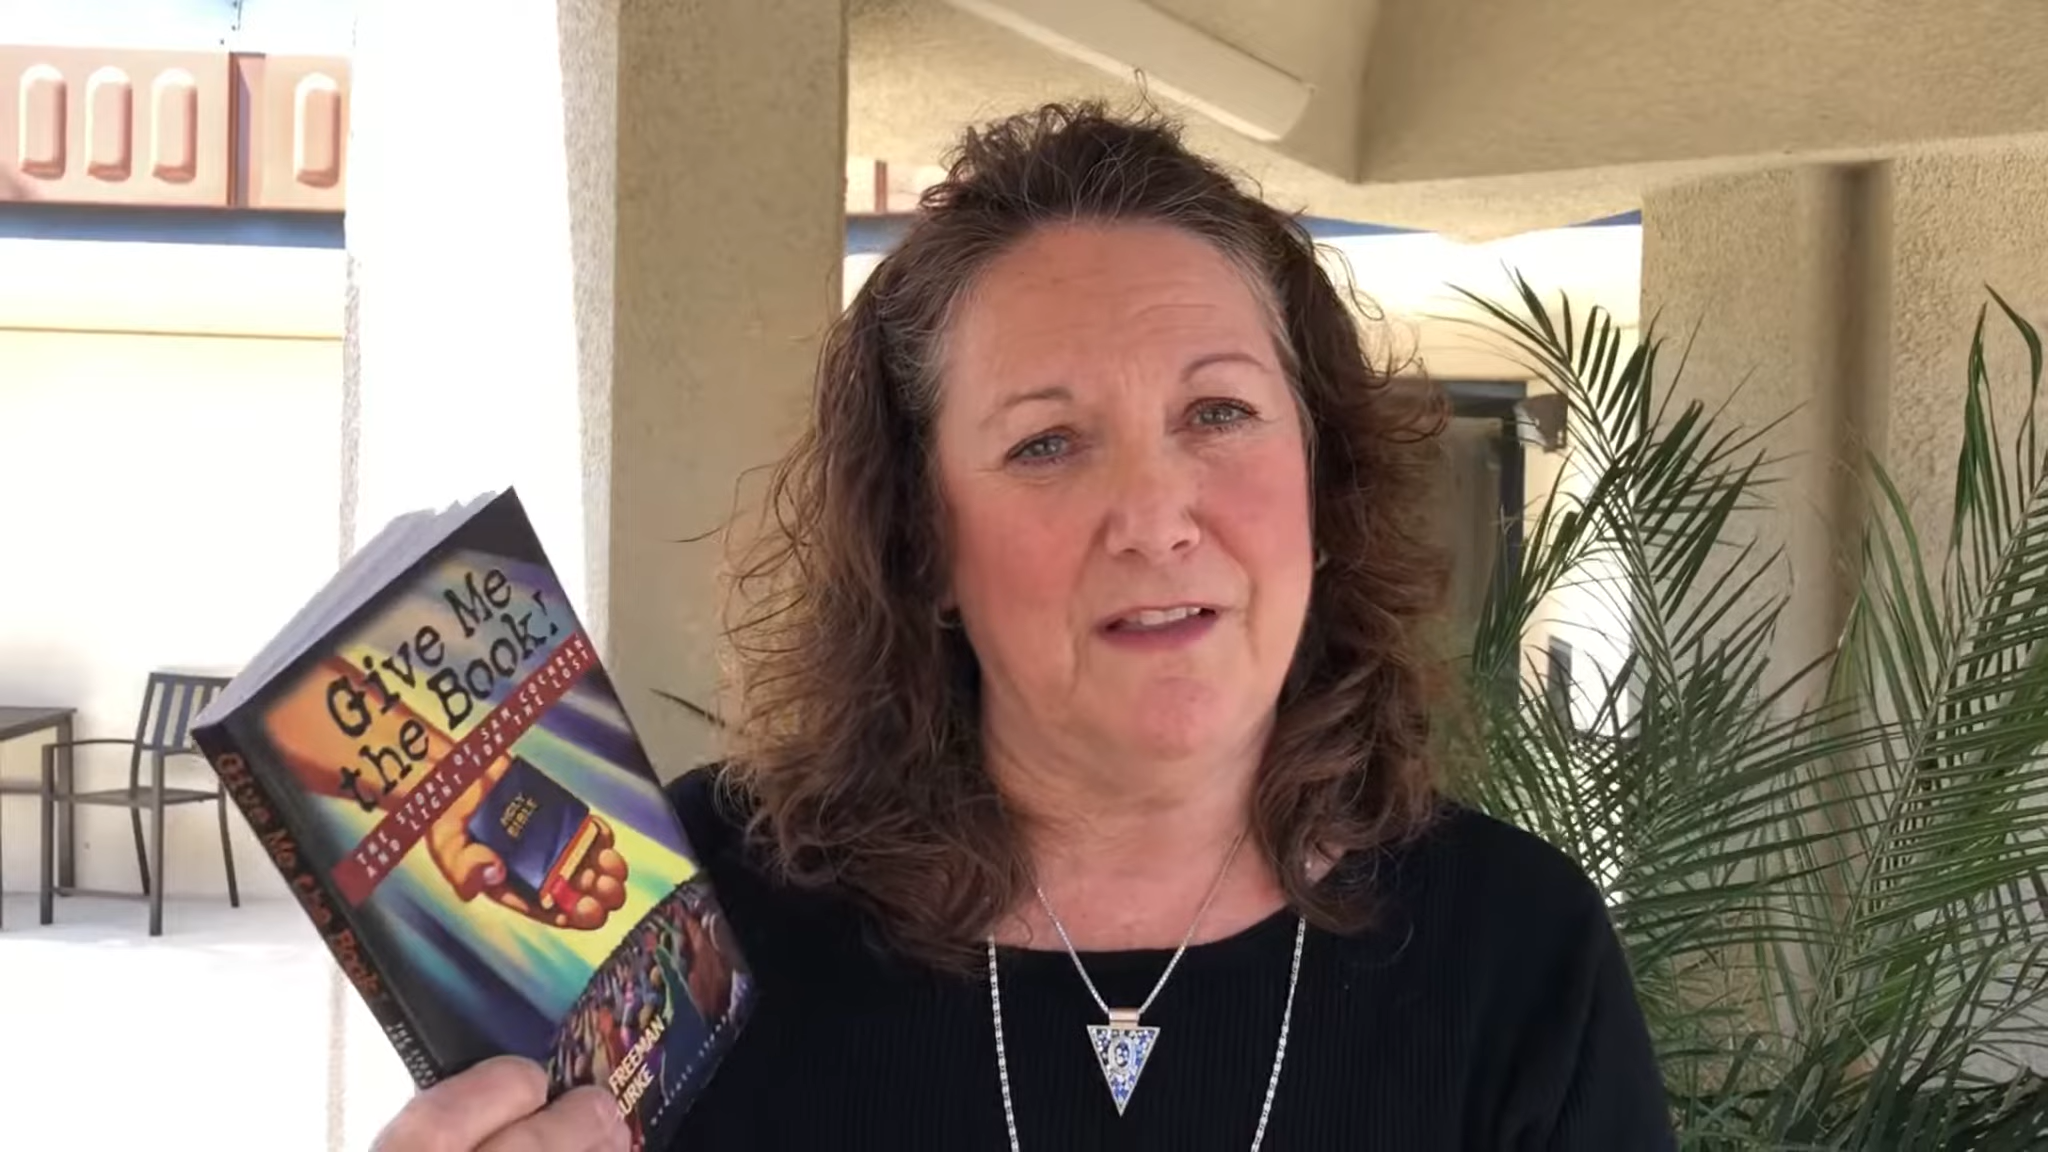 Give Me
the Book!
THE STORY OF SAM COCHRAN
AND LIGHT FOR THE LOST
HOLY
BIBLE
FREEMAN
BURKE
Give Me the Book!